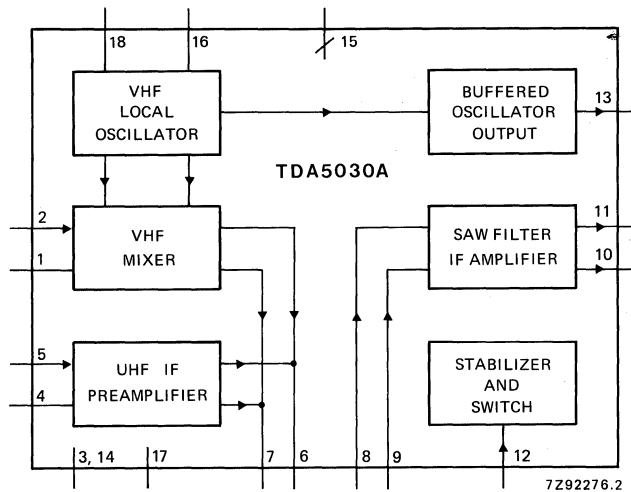 18 16 15
VHF
LOCAL
OSCILLATOR
BUFFERED
OSCILLATOR
OUTPUT
13
TDA5030A
2
1
VHF
MIXER
SAW FILTER
IF AMPLIFIER
11
10
5
4
UHF IF
PREAMPLIFIER
STABILIZER
AND
SWITCH
3, 14 17 7 6 8 9 12
7Z92276.2